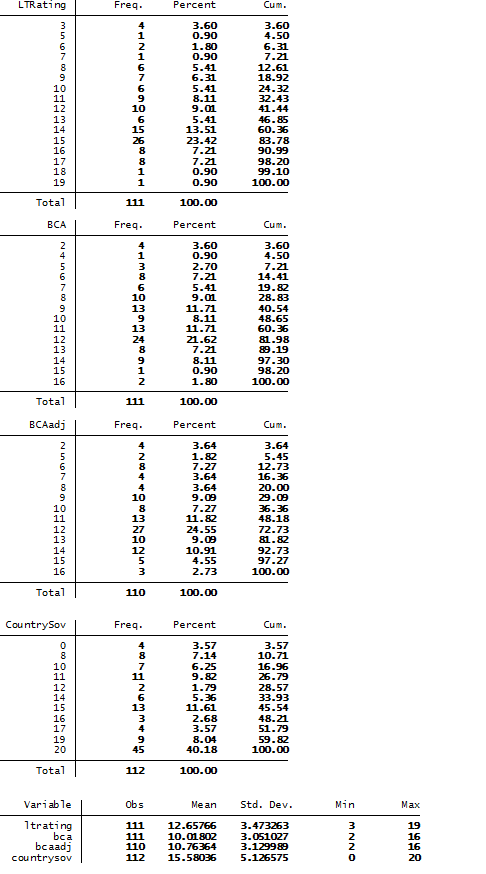 LTRating Freq. Percent Cum.
3 4 3.60 3.60
5 1 0.90 4.50
6 2 1.80 6.31
7 1 0.90 7.21
8 6 5.41 12.61
9 7 6.31 18.92
10 6 5.41 24.32
11 9 8.11 32.43
12 10 9.01 41.44
13 6 5.41 46.85
14 15 13.51 60.36
15 26 23.42 83.78
16 8 7.21 90.99
17 8 7.21 98.20
18 1 0.90 99.10
19 1 0.90 100.00
Total 111 100.00
BCA Freq. Percent Cum.
2 4 3.60 3.60
4 1 0.90 4.50
5 3 2.70 7.21
6 8 7.21 14.41
7 6 5.41 19.82
8 10 9.01 28.83
9 13 11.71 40.54
10 9 8.11 48.65
11 13 11.71 60.36
12 24 21.62 81.98
13 8 7.21 89.19
14 9 8.11 97.30
15 1 0.90 98.20
16 2 1.80 100.00
Total 111 100.00
BCAadj Freq. Percent Cum.
2 4 3.64 3.64
5 2 1.82 5.45
6 8 7.27 12.73
7 4 3.64 16.36
8 4 3.64 20.00
9 10 9.09 29.09
10 8 7.27 36.36
11 13 11.82 48.18
12 27 24.55 72.73
13 10 9.09 81.82
14 12 10.91 92.73
15 5 4.55 97.27
16 3 2.73 100.00
Total 110 100.00
CountrySov Freq. Percent Cum.
0 4 3.57 3.57
8 8 7.14 10.71
10 7 6.25 16.96
11 11 9.82 26.79
12 2 1.79 28.57
14 6 5.36 33.93
15 13 11.61 45.54
16 3 2.68 48.21
17 4 3.57 51.79
19 9 8.04 59.82
20 45 40.18 100.00
Total 112 100.00
Variable Obs Mean Std. Dev. Min Max
ltrating 111 12.65766 3.473263 3 19
bca 111 10.01802 3.051027 2 16
bcaadj 110 10.76364 3.129989 2 16
countrysov 112 15.58036 5.126575 0 20